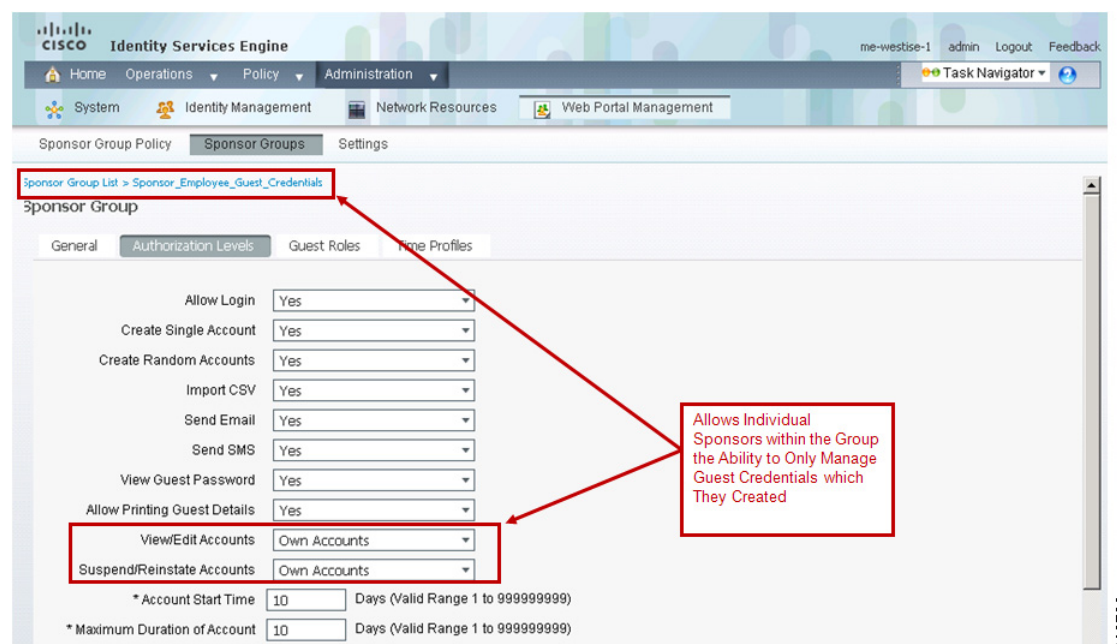 CISCO Identity Services Engine
me-westise-1 admin Logout Feedback
Home Operations Policy Administration
Task Navigator
System Identity Management Network Resources Web Portal Management
Sponsor Group Policy Sponsor Groups Settings
Sponsor Group List > Sponsor_Employee_Guest_Credentials
Sponsor Group
General Authorization Levels Guest Roles Time Profiles
Allow Login Yes
Create Single Account Yes
Create Random Accounts Yes
Import CSV Yes
Send Email Yes
Send SMS Yes
View Guest Password Yes
Allow Printing Guest Details Yes
View/Edit Accounts Own Accounts
Suspend/Reinstate Accounts Own Accounts
* Account Start Time 10 Days (Valid Range 1 to 999999999)
* Maximum Duration of Account 10 Days (Valid Range 1 to 999999999)
Allows Individual
Sponsors within the Group
the Ability to Only Manage
Guest Credentials which
They Created